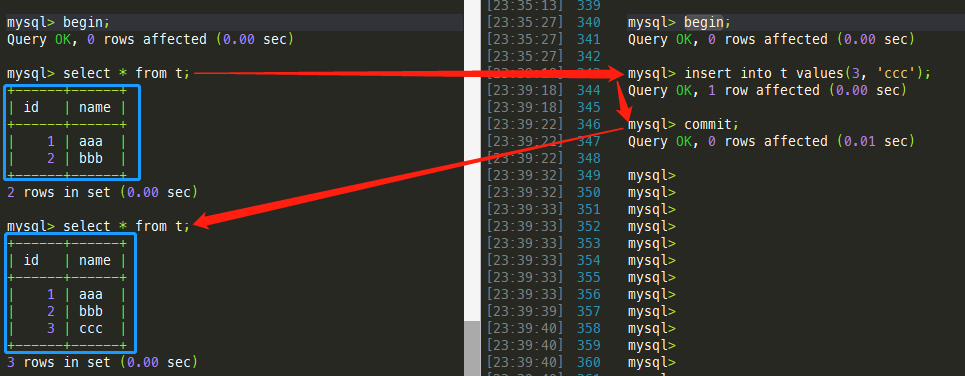 mysql> begin;
Query OK, 0 rows affected (0.00 sec)
mysql> select * from t;
+------+------+
| id   | name |
+------+------+
|    1 | aaa  |
|    2 | bbb  |
+------+------+
2 rows in set (0.00 sec)
mysql> select * from t;
+------+------+
| id   | name |
+------+------+
|    1 | aaa  |
|    2 | bbb  |
|    3 | ccc  |
+------+------+
3 rows in set (0.00 sec)
[23:35:13] 339
[23:35:27] 340 mysql> begin;
[23:35:27] 341 Query OK, 0 rows affected (0.00 sec)
[23:35:27] 342
mysql> insert into t values(3, 'ccc');
[23:39:18] 344 Query OK, 1 row affected (0.00 sec)
[23:39:18] 345
[23:39:22] 346 mysql> commit;
[23:39:22] 347 Query OK, 0 rows affected (0.01 sec)
[23:39:22] 348
[23:39:32] 349 mysql>
[23:39:32] 350 mysql>
[23:39:33] 351 mysql>
[23:39:33] 352 mysql>
[23:39:33] 353 mysql>
[23:39:33] 354 mysql>
[23:39:33] 355 mysql>
[23:39:33] 356 mysql>
[23:39:39] 357 mysql>
[23:39:40] 358 mysql>
[23:39:40] 359 mysql>
[23:39:40] 360 mysql>